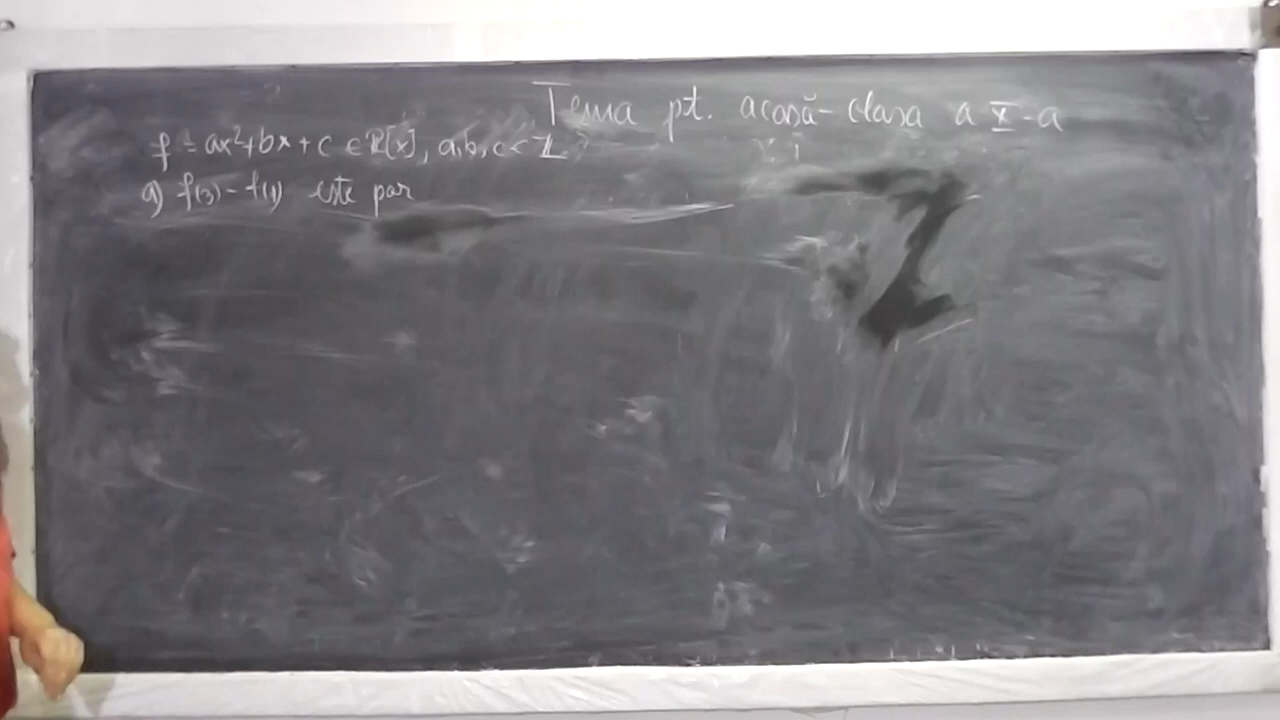 Tema pt. acasă - clasa a X-a
f = ax²+bx+c ∈ R[x], a,b,c ∈ Z
a) f(3) - f(1) este par